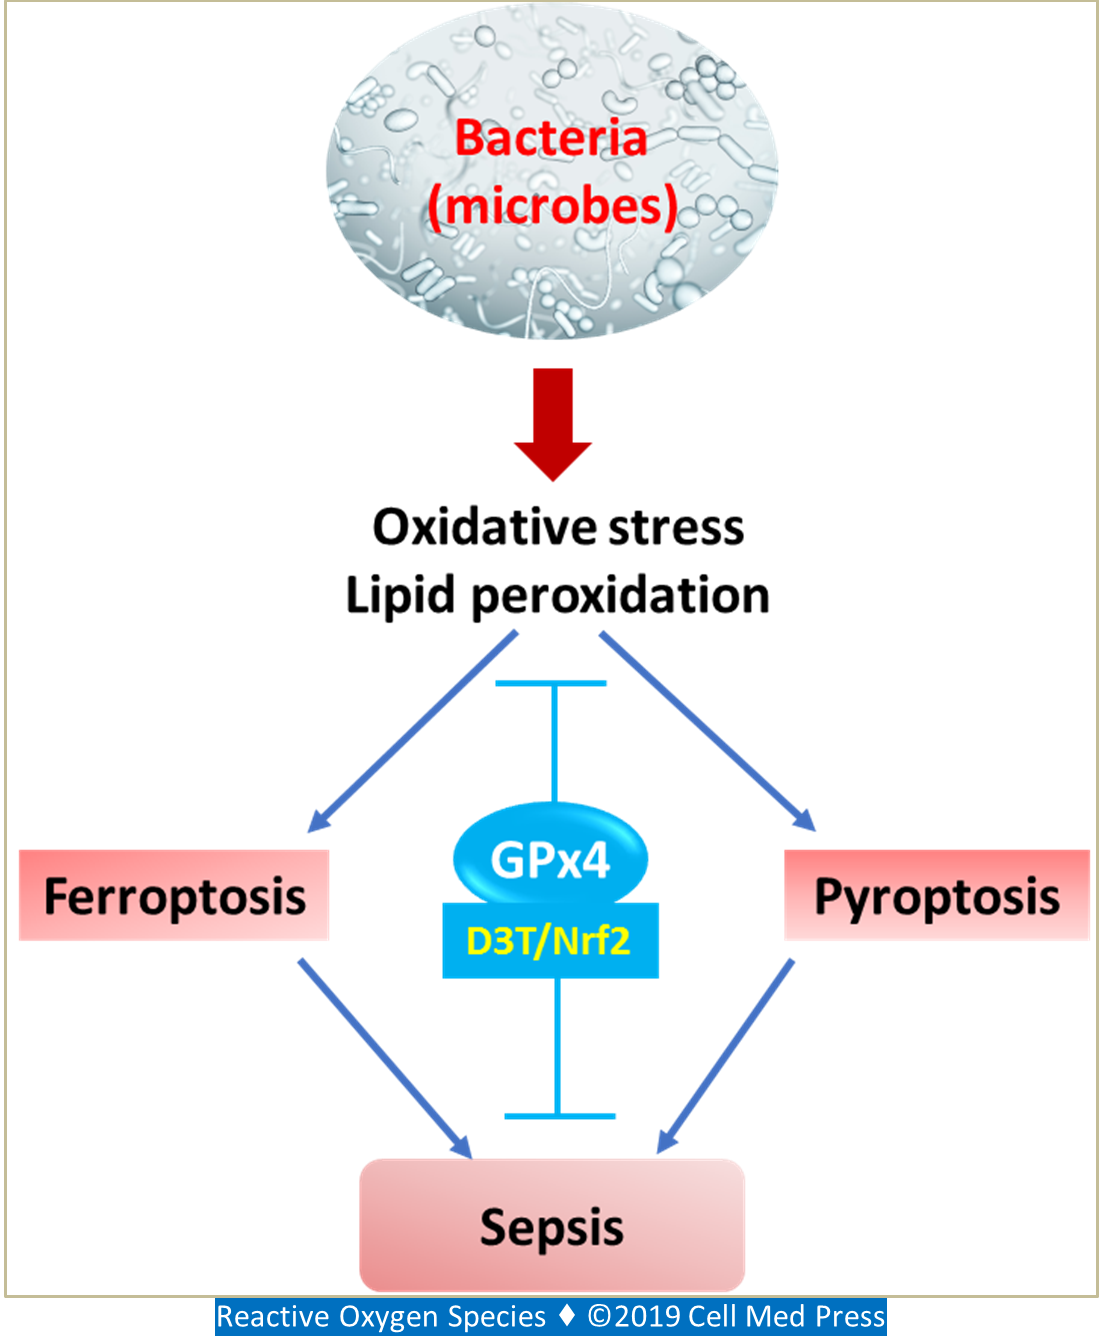 Bacteria
(microbes)
Oxidative stress
Lipid peroxidation
GPx4
Ferroptosis
D3T/Nrf2
Pyroptosis
Sepsis
Reactive Oxygen Species ♦ ©2019 Cell Med Press